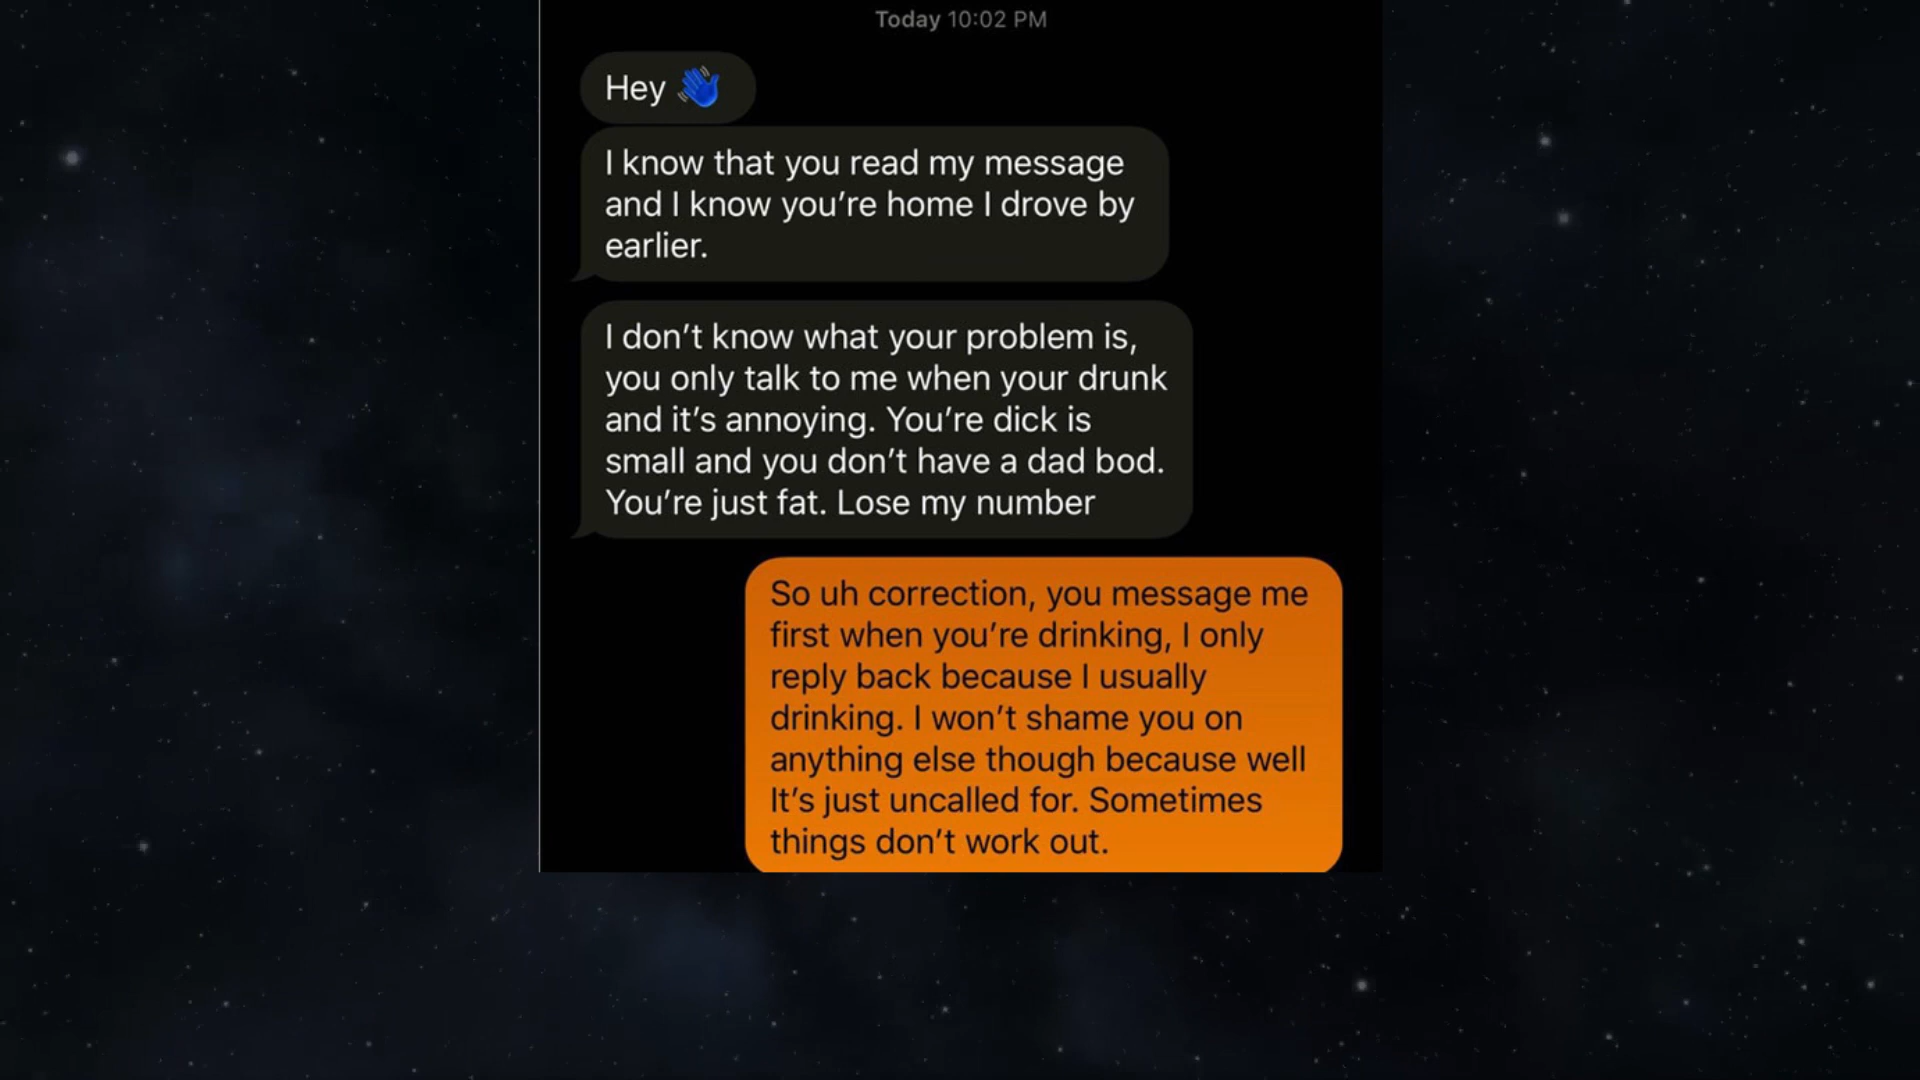 Today 10:02 PM
Hey 👋
I know that you read my message
and I know you’re home I drove by
earlier.
I don’t know what your problem is,
you only talk to me when your drunk
and it’s annoying. You’re dick is
small and you don’t have a dad bod.
You’re just fat. Lose my number
So uh correction, you message me
first when you’re drinking, I only
reply back because I usually
drinking. I won’t shame you on
anything else though because well
It’s just uncalled for. Sometimes
things don’t work out.